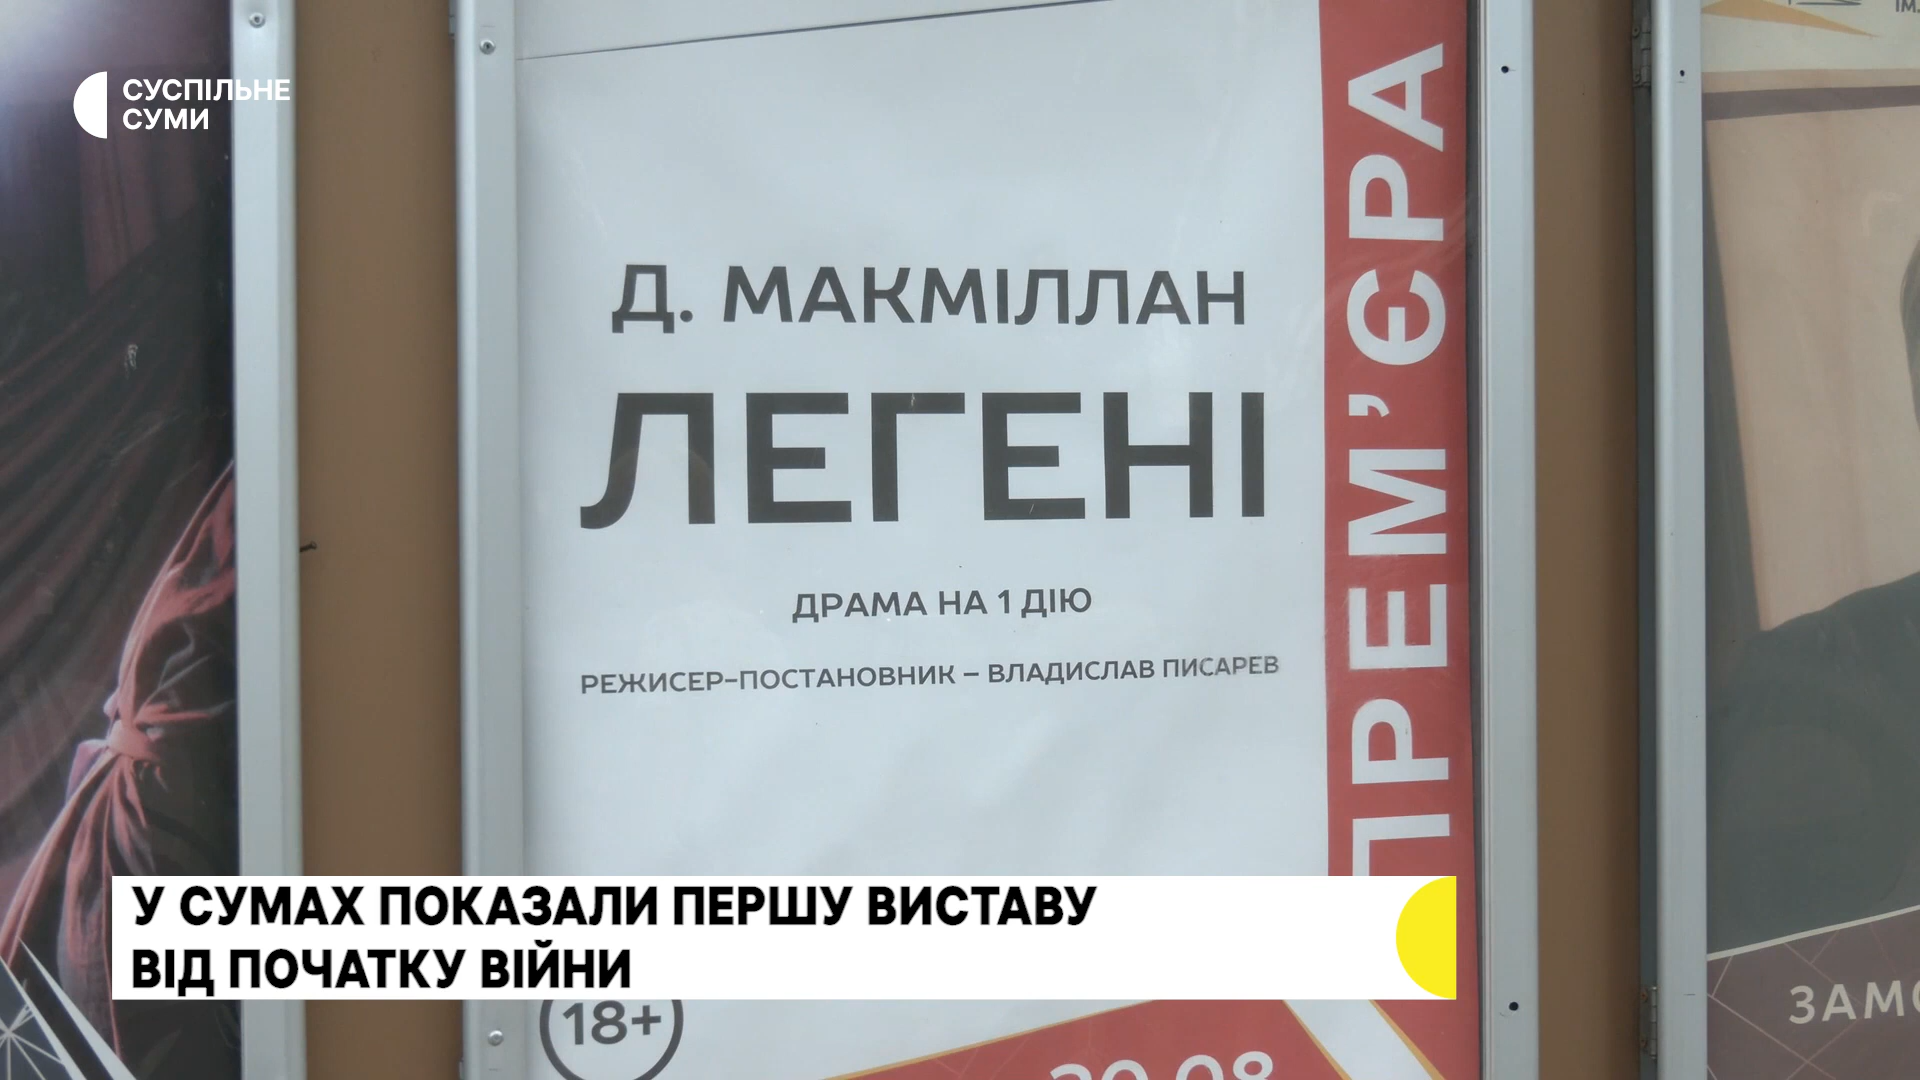 СУСПІЛЬНЕ
СУМИ
Д. МАКМІЛЛАН
ЛЕГЕНІ
ДРАМА НА 1 ДІЮ
РЕЖИСЕР-ПОСТАНОВНИК – ВЛАДИСЛАВ ПИСАРЕВ
ПРЕМ’ЄРА
У СУМАХ ПОКАЗАЛИ ПЕРШУ ВИСТАВУ
ВІД ПОЧАТКУ ВІЙНИ
18+